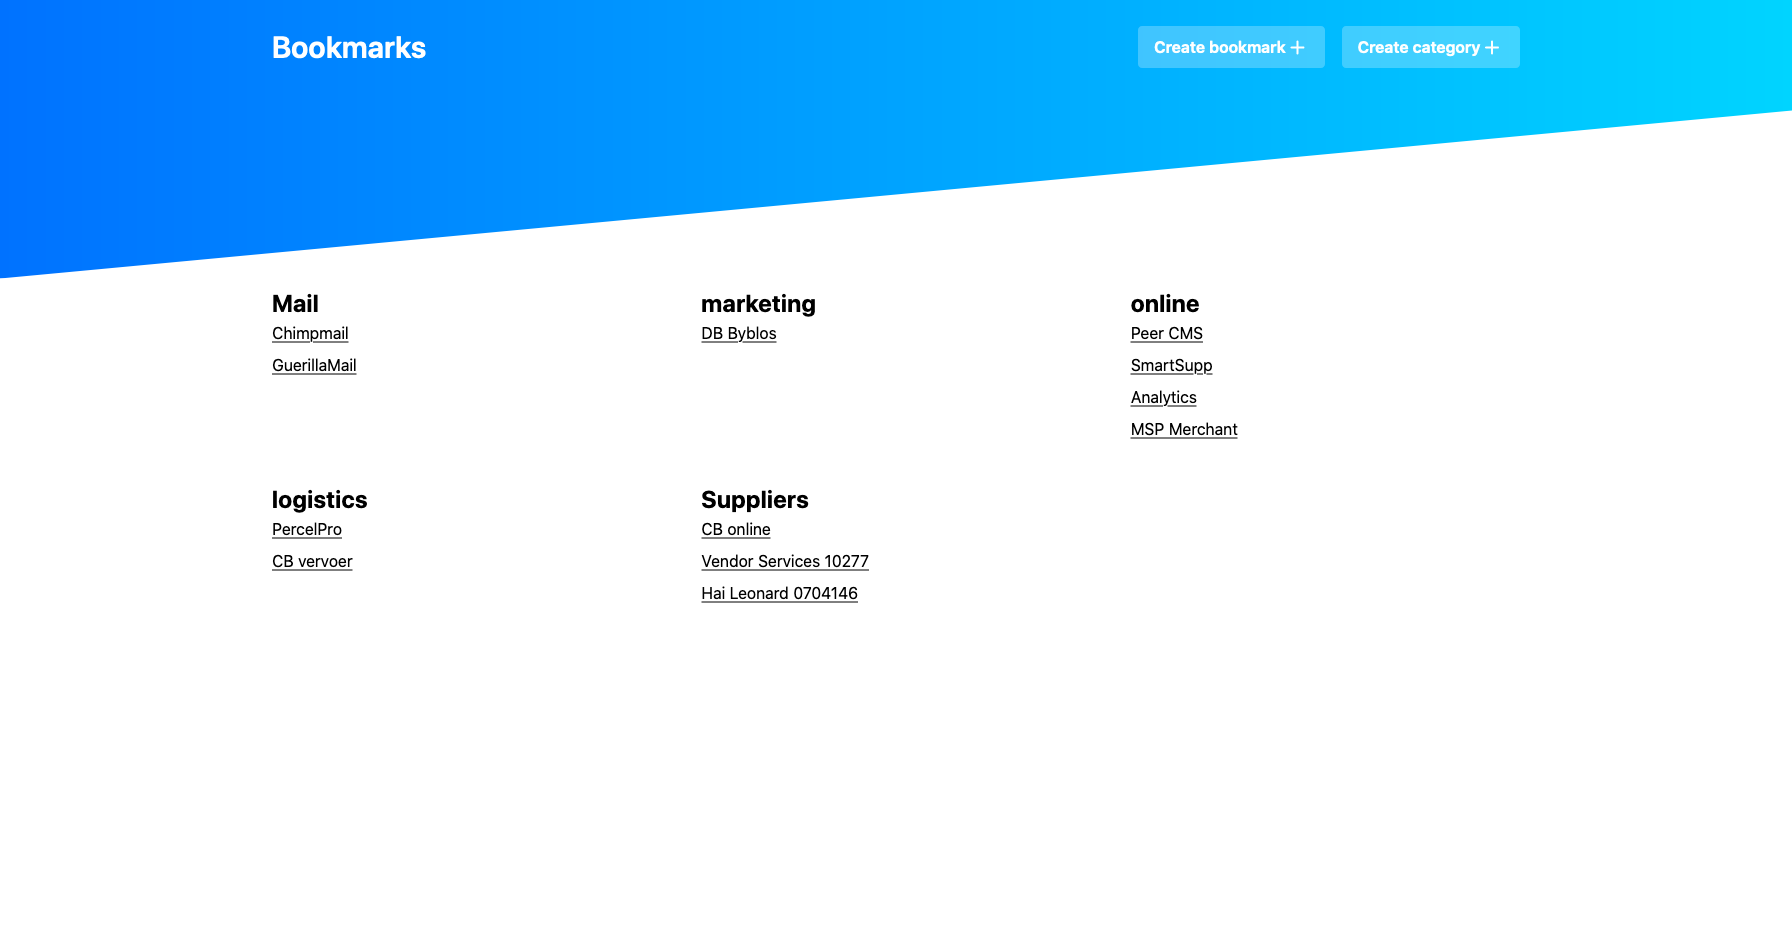 Bookmarks
Create bookmark +
Create category +
Mail
Chimpmail
GuerillaMail
marketing
DB Byblos
online
Peer CMS
SmartSupp
Analytics
MSP Merchant
logistics
PercelPro
CB vervoer
Suppliers
CB online
Vendor Services 10277
Hai Leonard 0704146